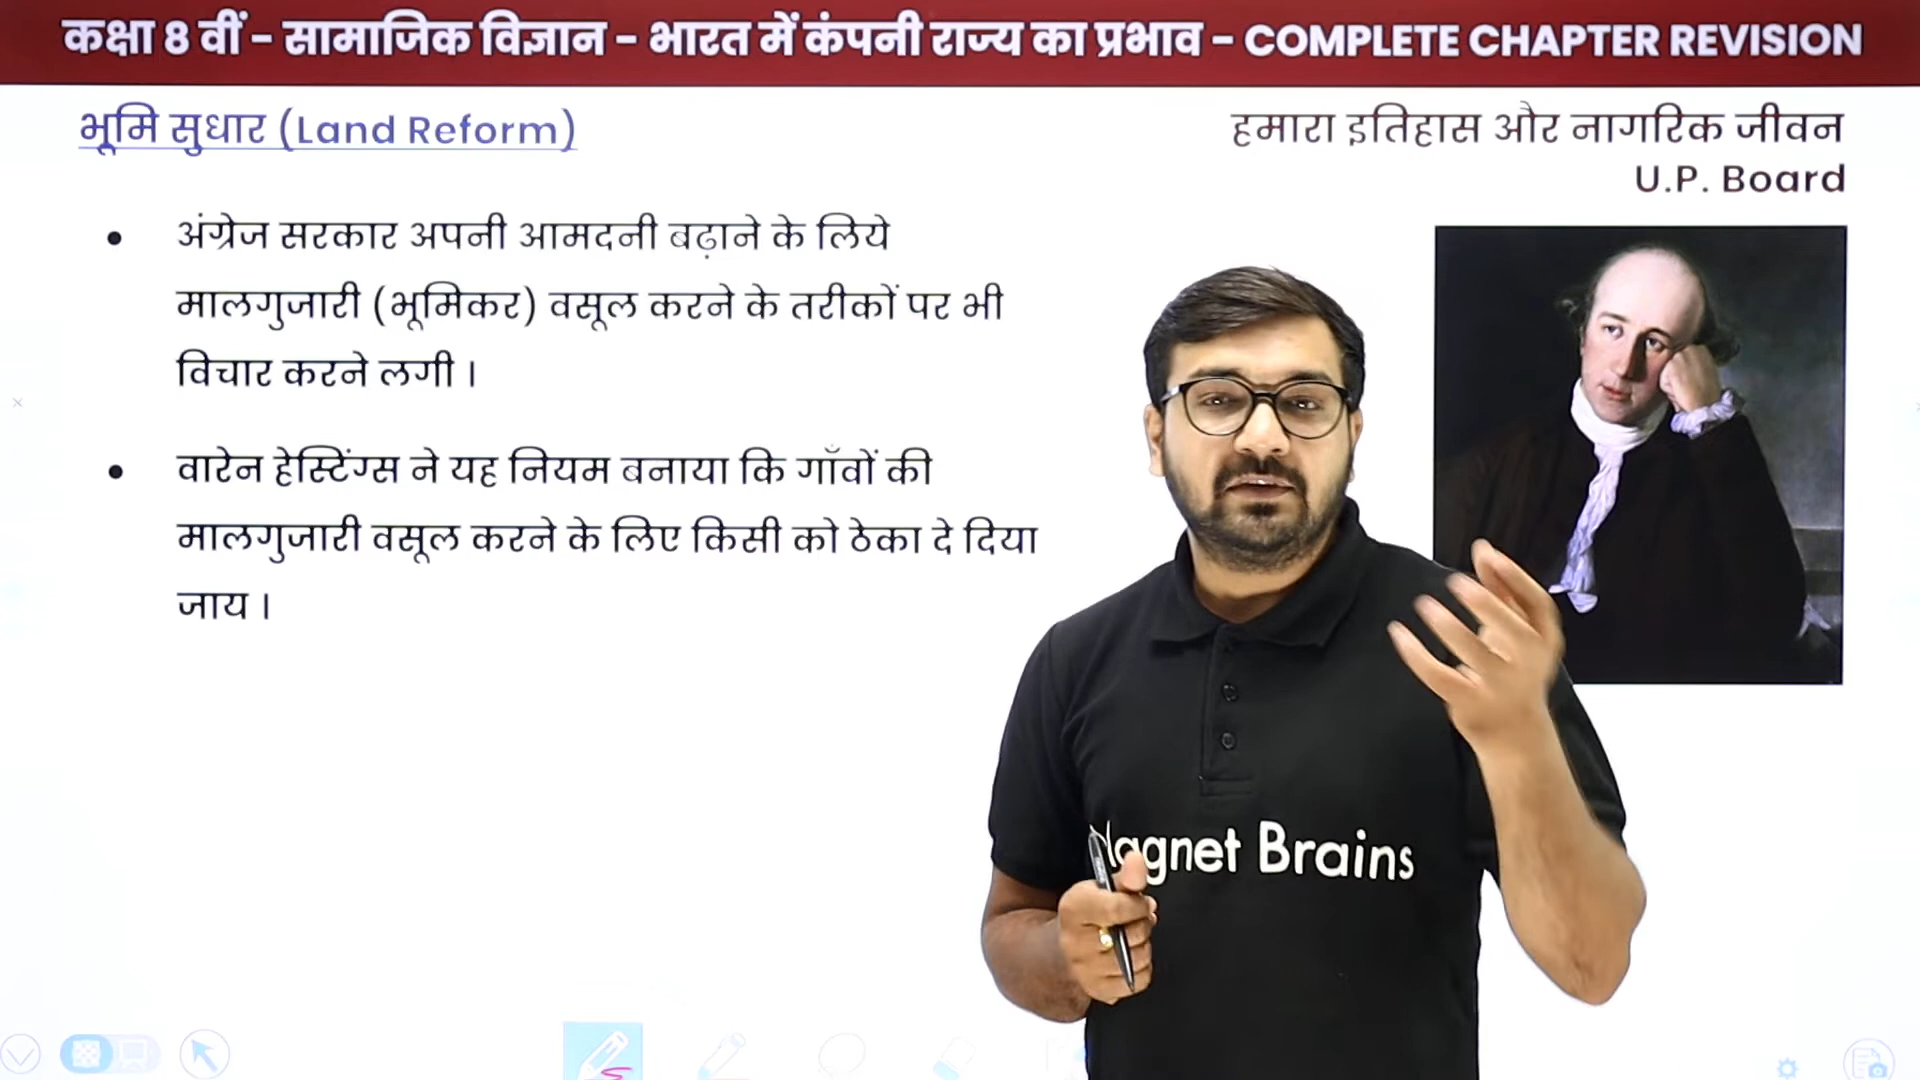 कक्षा 8 वीं – सामाजिक विज्ञान – भारत में कंपनी राज्य का प्रभाव – COMPLETE CHAPTER REVISION
भूमि सुधार (Land Reform)
हमारा इतिहास और नागरिक जीवन
U.P. Board
• अंग्रेज सरकार अपनी आमदनी बढ़ाने के लिये
मालगुजारी (भूमिकर) वसूल करने के तरीकों पर भी
विचार करने लगी ।
• वारेन हेस्टिंग्स ने यह नियम बनाया कि गाँवों की
मालगुजारी वसूल करने के लिए किसी को ठेका दे दिया
जाय ।
Magnet Brains